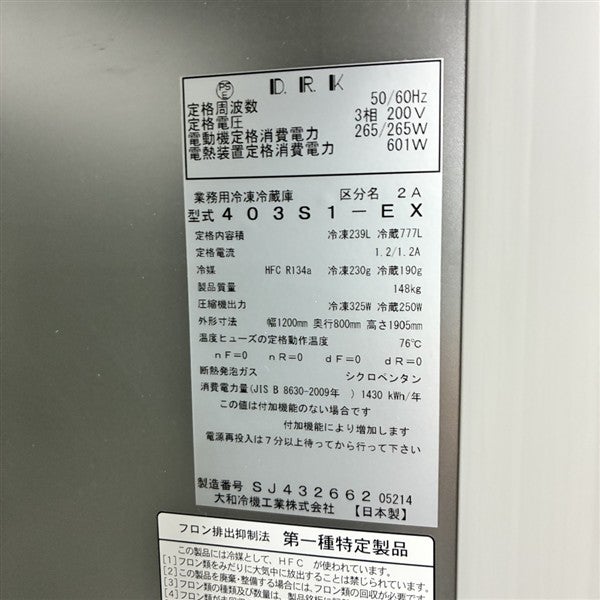 PS E D.R.K
定格周波数 50/60Hz
定格電圧 3相 200V
電動機定格消費電力 265/265W
電熱装置定格消費電力 601W
業務用冷凍冷蔵庫 区分名 2A
型式 403S1-EX
定格内容積 冷凍239L 冷蔵777L
定格電流 1.2/1.2A
冷媒 HFC R134a 冷凍230g 冷蔵190g
製品質量 148kg
圧縮機出力 冷凍325W 冷蔵250W
外形寸法 幅1200mm 奥行800mm 高さ1905mm
温度ヒューズの定格動作温度 76℃
nF=0 nR=0 dF=0 dR=0
断熱発泡ガス シクロペンタン
消費電力量(JIS B 8630-2009年 ) 1430 kWh/年
この値は付加機能のない場合です
付加機能により増加します
電源再投入は7分以上待ってから行って下さい
製造番号 SJ432662 05214
大和冷機工業株式会社 【日本製】
フロン排出抑制法 第一種特定製品
この製品には冷媒として、HFC が使われています。
[1]フロン類をみだりに大気中に放出することは禁じられています。
[2]この製品を廃棄・整備する場合には、フロン類の回収が必要です。
[3]フロン類の種類及び数量は、製品銘板に